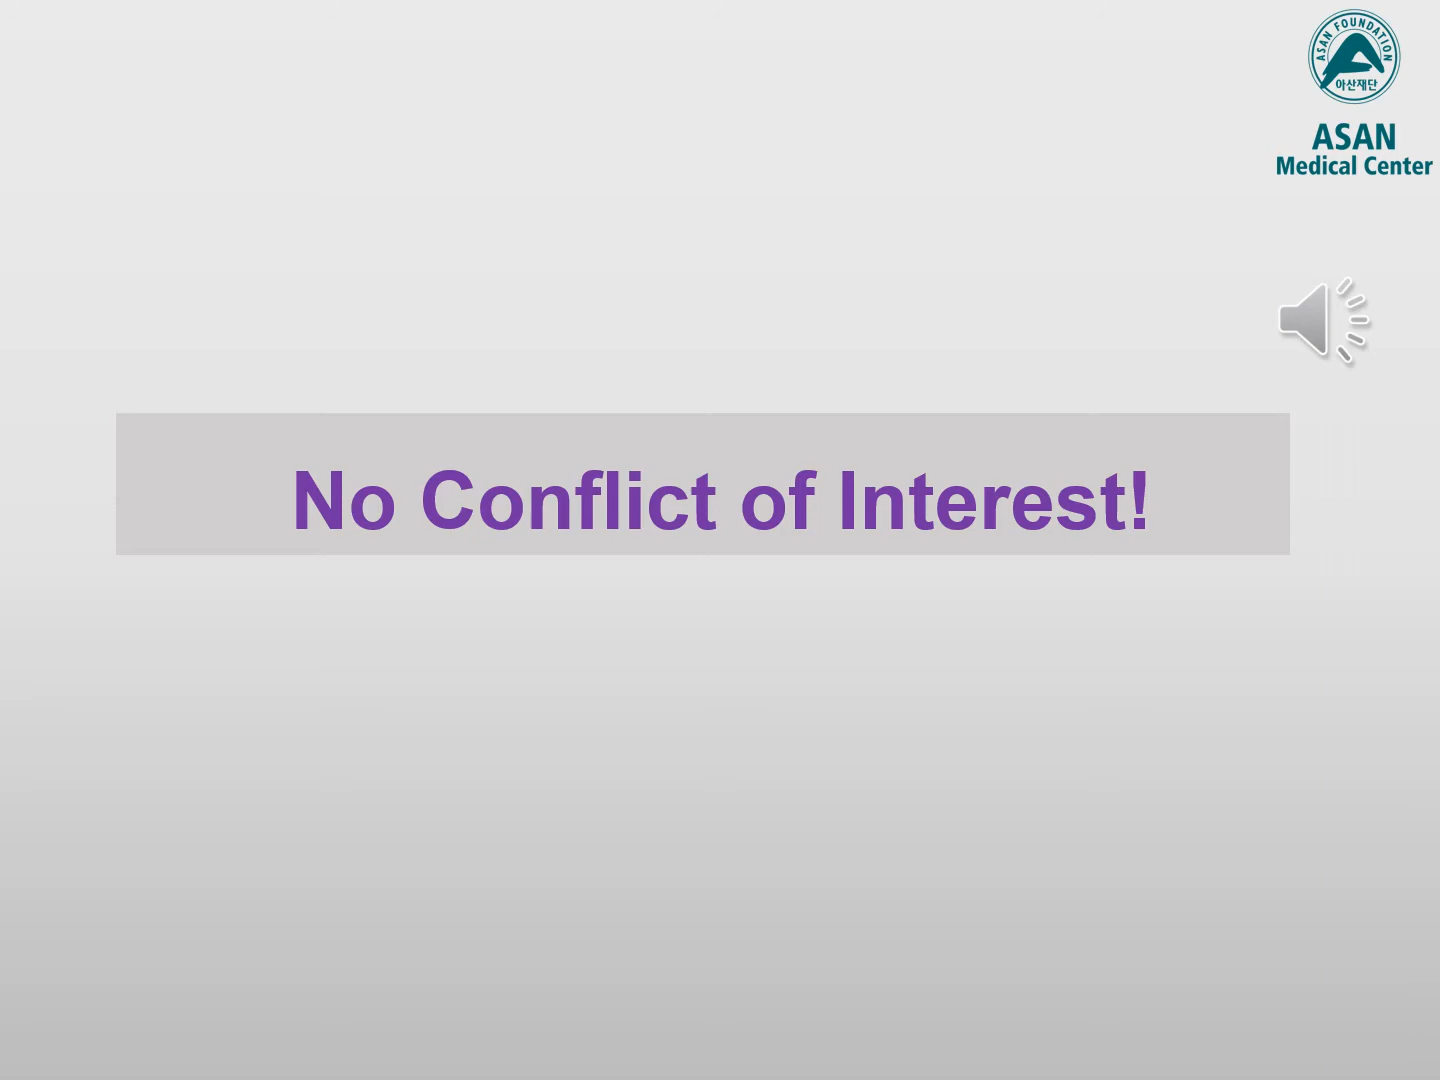 ASAN FOUNDATION
아산재단
ASAN
Medical Center
No Conflict of Interest!